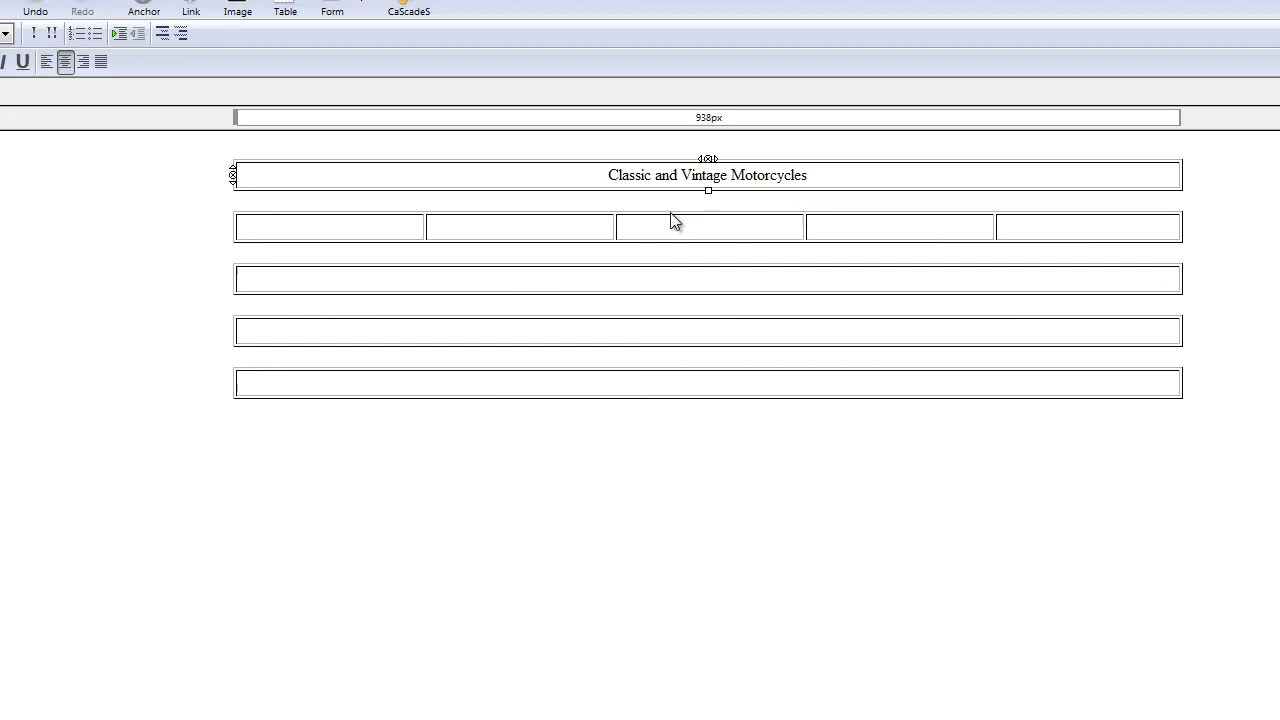 Undo Redo Anchor Link Image Table Form CaScadeS
I U
938px
Classic and Vintage Motorcycles